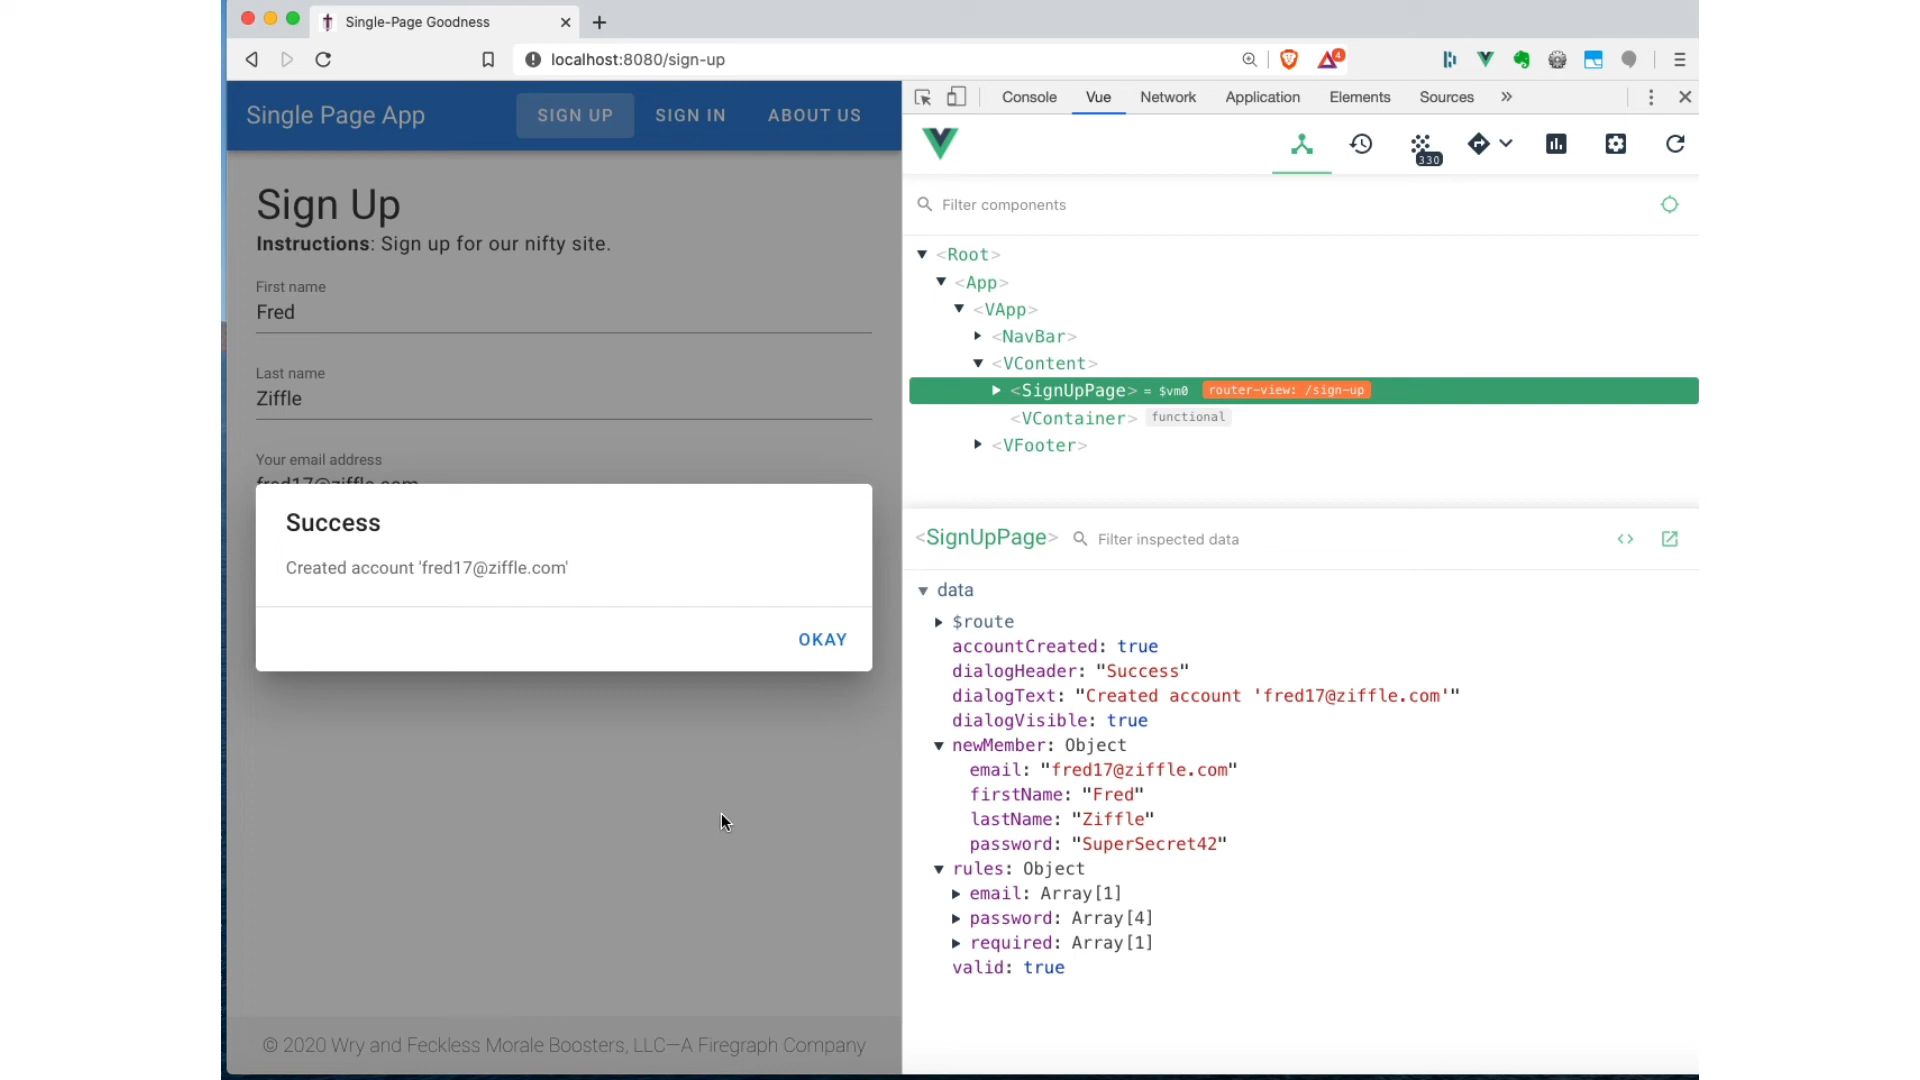 Single-Page Goodness
localhost:8080/sign-up
4
Single Page App
SIGN UP
SIGN IN
ABOUT US
Sign Up
Instructions: Sign up for our nifty site.
First name
Fred
Last name
Ziffle
Your email address
fred17@ziffle.com
Success
Created account 'fred17@ziffle.com'
OKAY
© 2020 Wry and Feckless Morale Boosters, LLC—A Firegraph Company
Console
Vue
Network
Application
Elements
Sources
»
330
Filter components
<Root>
<App>
<VApp>
<NavBar>
<VContent>
<SignUpPage> = $vm0 router-view: /sign-up
<VContainer> functional
<VFooter>
<SignUpPage>
Filter inspected data
data
$route
accountCreated: true
dialogHeader: "Success"
dialogText: "Created account 'fred17@ziffle.com'"
dialogVisible: true
newMember: Object
email: "fred17@ziffle.com"
firstName: "Fred"
lastName: "Ziffle"
password: "SuperSecret42"
rules: Object
email: Array[1]
password: Array[4]
required: Array[1]
valid: true